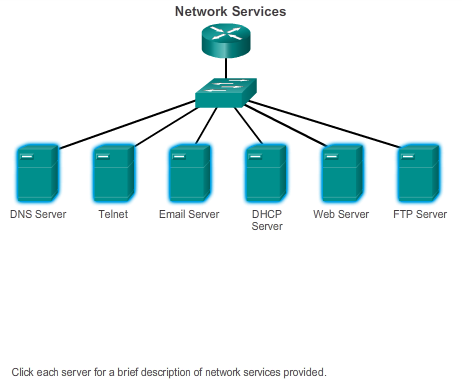 Network Services
DNS Server
Telnet
Email Server
DHCP
Server
Web Server
FTP Server
Click each server for a brief description of network services provided.